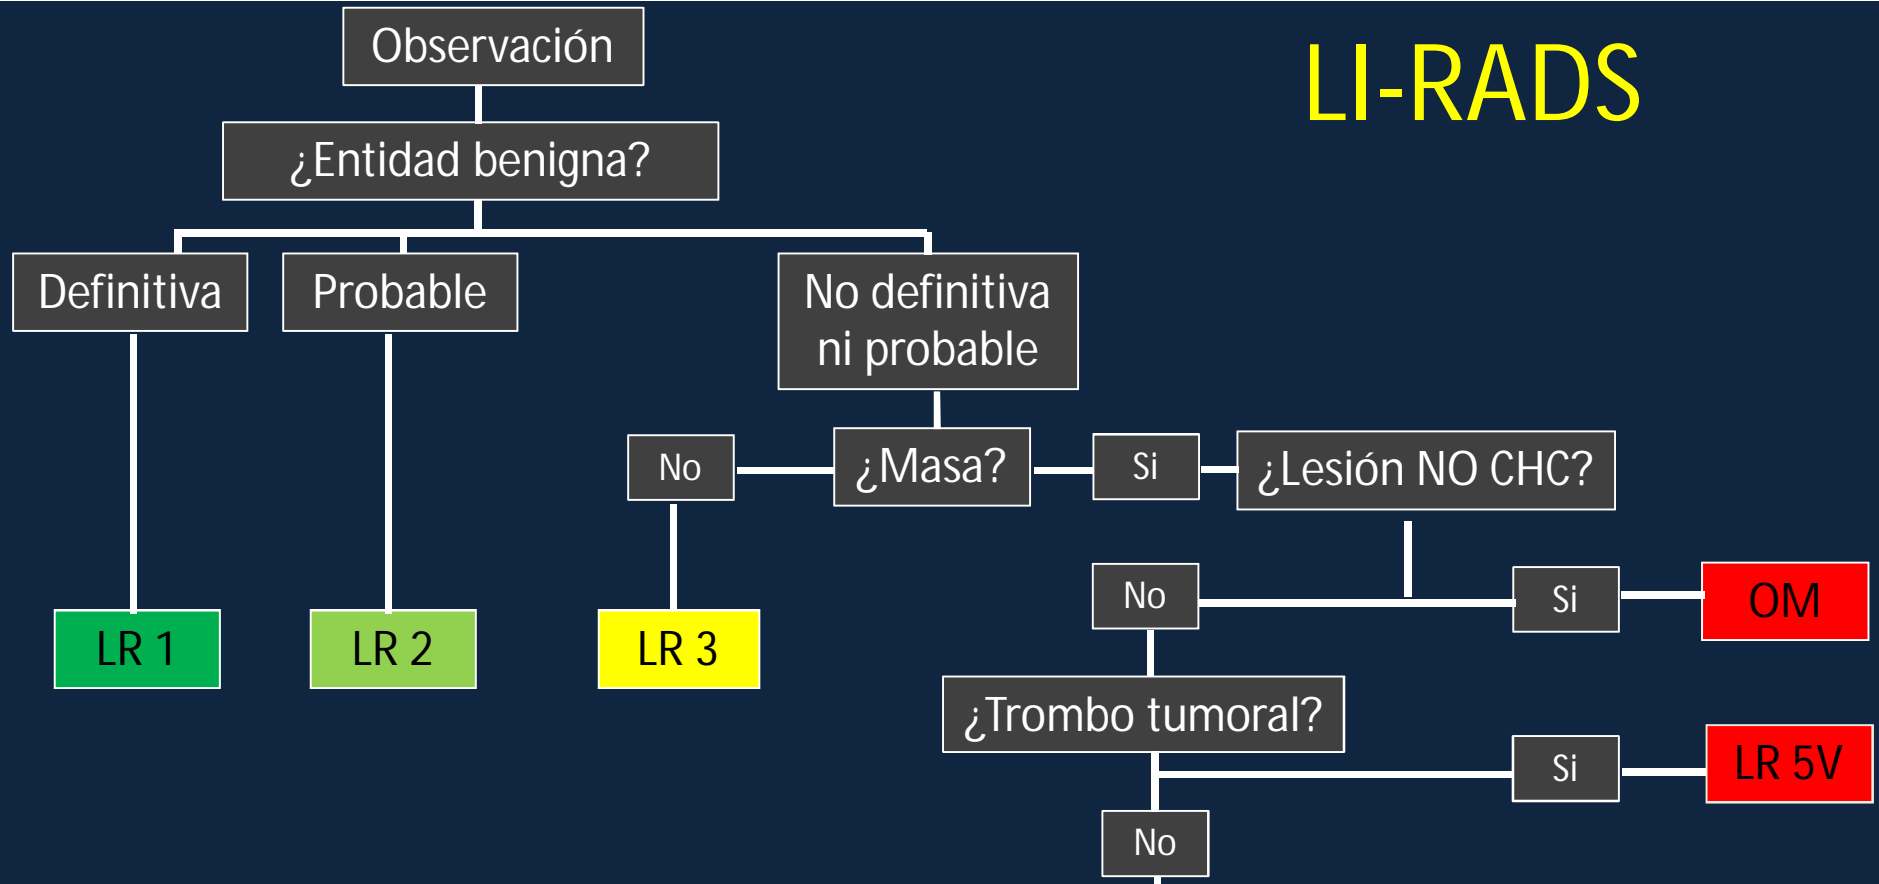 LI-RADS
Observación
¿Entidad benigna?
Definitiva
Probable
No definitiva
ni probable
No
¿Masa?
Si
¿Lesión NO CHC?
No
Si
OM
LR 1
LR 2
LR 3
¿Trombo tumoral?
Si
LR 5V
No